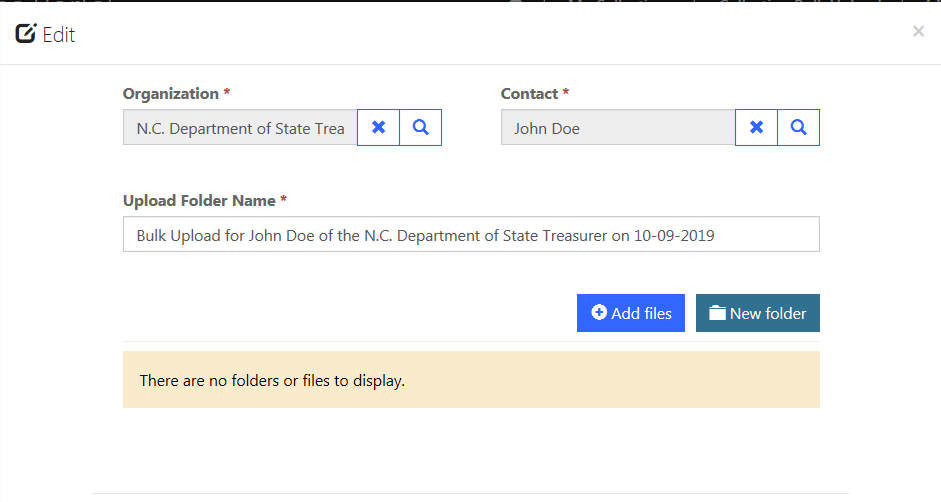 Edit
×
Organization *
Contact *
N.C. Department of State Trea
John Doe
Upload Folder Name *
Bulk Upload for John Doe of the N.C. Department of State Treasurer on 10-09-2019
Add files
New folder
There are no folders or files to display.